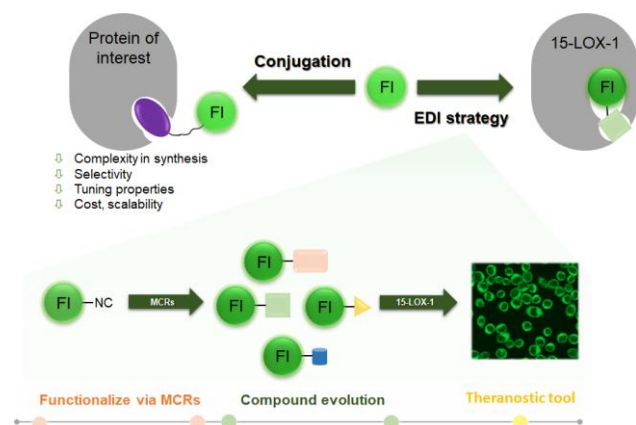 Protein of
interest
Conjugation
15-LOX-1
Fl
Fl
Fl
EDI strategy
Complexity in synthesis
Selectivity
Tuning properties
Cost, scalability
Fl
Fl
NC
MCRs
Fl
Fl
15-LOX-1
Fl
Functionalize via MCRs
Compound evolution
Theranostic tool